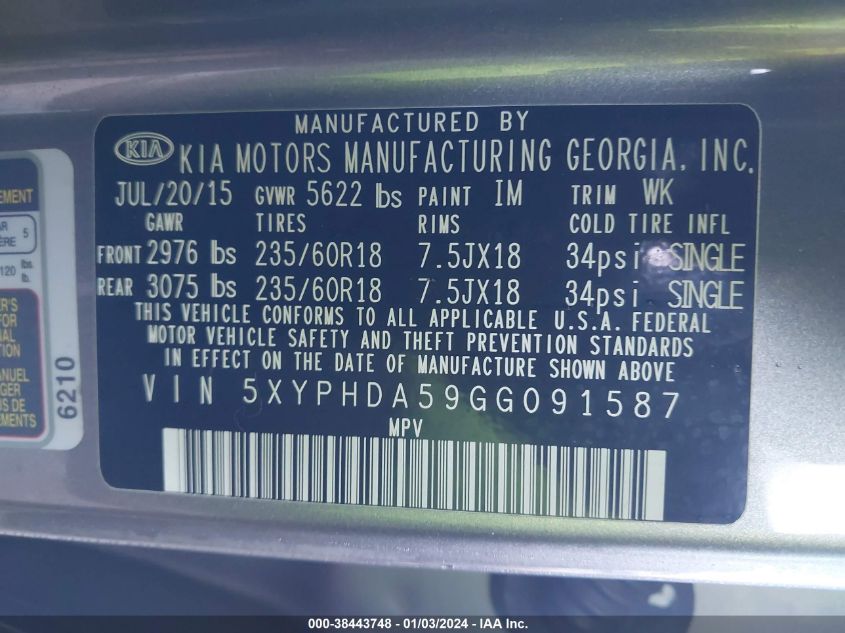 MANUFACTURED BY
KIA KIA MOTORS MANUFACTURING GEORGIA, INC.
JUL/20/15 GVWR 5622 lbs PAINT IM TRIM WK
GAWR TIRES RIMS COLD TIRE INFL
FRONT 2976 lbs 235/60R18 7.5JX18 34psi SINGLE
REAR 3075 lbs 235/60R18 7.5JX18 34psi SINGLE
THIS VEHICLE CONFORMS TO ALL APPLICABLE U.S.A. FEDERAL
MOTOR VEHICLE SAFETY AND THEFT PREVENTION STANDARDS
IN EFFECT ON THE DATE OF MANUFACTURE SHOWN ABOVE
VIN 5XYPHDA59GG091587
MPV
5
120 lbs.
6210
000-38443748 - 01/03/2024 - IAA Inc.